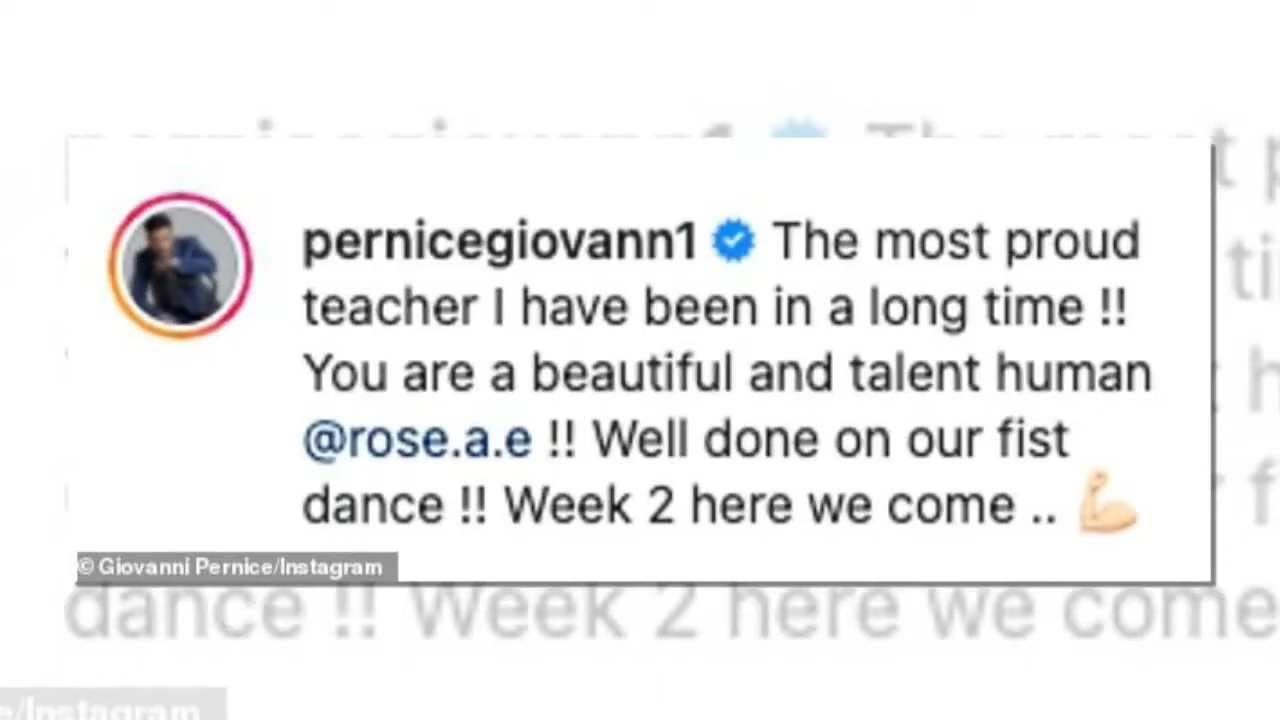 pernicegiovann1 The most proud
teacher I have been in a long time !!
You are a beautiful and talent human
@rose.a.e !! Well done on our fist
dance !! Week 2 here we come .. 💪🏻
© Giovanni Pernice/Instagram
dance !! Week 2 here we come
e/Instagram